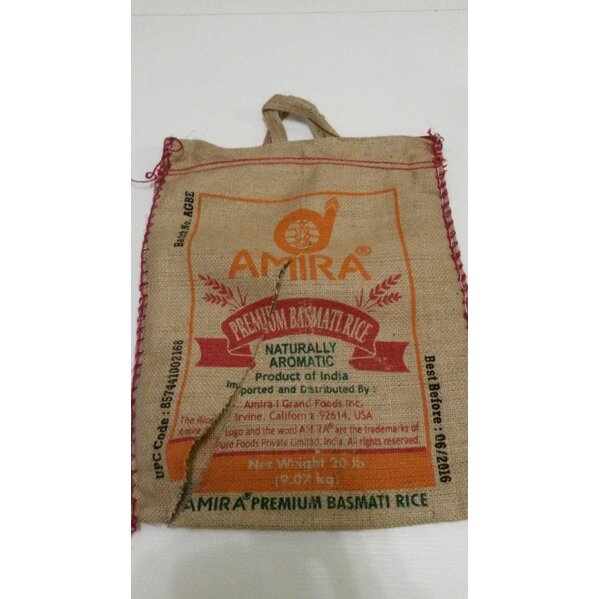 Batch No. AGBE
AMIRA®
PREMIUM BASMATI RICE
NATURALLY
AROMATIC
Product of India
Imported and Distributed By:
Amira I Grand Foods Inc.
Irvine, California 92614, USA
The Rice
Logo and the word AMIRA® are the trademarks of
Pure Foods Private Limited, India. All rights reserved.
Net Weight 20 lb.
(9.07 kg)
AMIRA® PREMIUM BASMATI RICE
UPC Code : 857441002168
Best Before : 06/2016